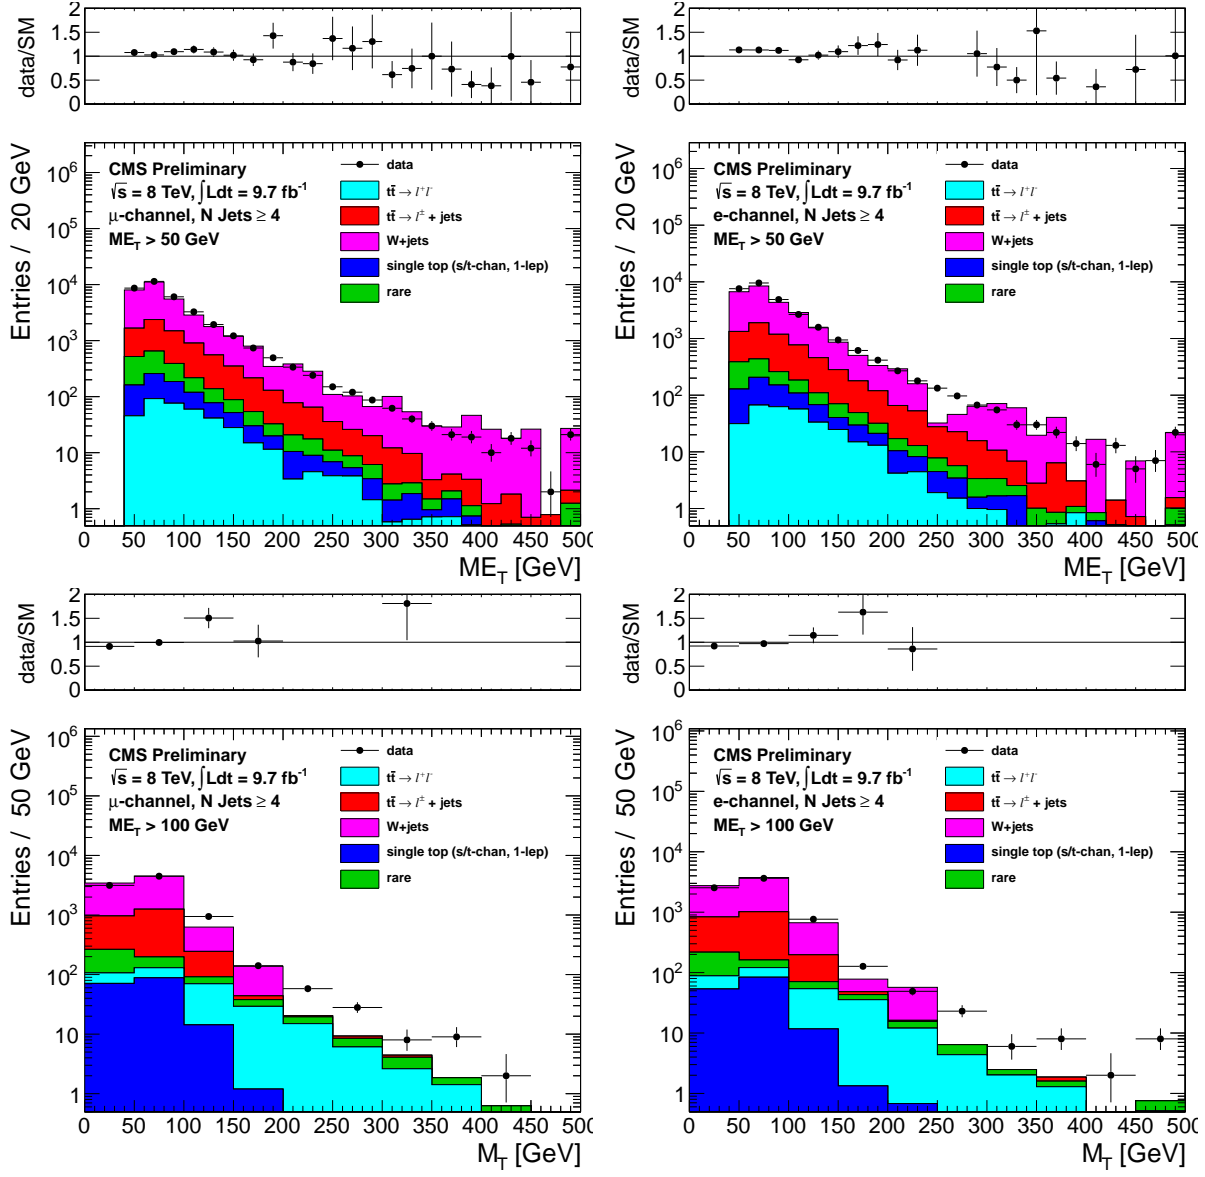 data/SM
2
1.5
1
0.5
0
Entries / 20 GeV
10⁶
10⁵
10⁴
10³
10²
10
1
CMS Preliminary
√s = 8 TeV, ∫Ldt = 9.7 fb⁻¹
μ-channel, N Jets ≥ 4
ME_T > 50 GeV
data
tt̄ → l⁺l⁻
tt̄ → l± + jets
W+jets
single top (s/t-chan, 1-lep)
rare
0 50 100 150 200 250 300 350 400 450 500
ME_T [GeV]
data/SM
2
1.5
1
0.5
0
Entries / 20 GeV
10⁶
10⁵
10⁴
10³
10²
10
1
CMS Preliminary
√s = 8 TeV, ∫Ldt = 9.7 fb⁻¹
e-channel, N Jets ≥ 4
ME_T > 50 GeV
data
tt̄ → l⁺l⁻
tt̄ → l± + jets
W+jets
single top (s/t-chan, 1-lep)
rare
0 50 100 150 200 250 300 350 400 450 500
ME_T [GeV]
data/SM
2
1.5
1
0.5
0
Entries / 50 GeV
10⁶
10⁵
10⁴
10³
10²
10
1
CMS Preliminary
√s = 8 TeV, ∫Ldt = 9.7 fb⁻¹
μ-channel, N Jets ≥ 4
ME_T > 100 GeV
data
tt̄ → l⁺l⁻
tt̄ → l± + jets
W+jets
single top (s/t-chan, 1-lep)
rare
0 50 100 150 200 250 300 350 400 450 500
M_T [GeV]
data/SM
2
1.5
1
0.5
0
Entries / 50 GeV
10⁶
10⁵
10⁴
10³
10²
10
1
CMS Preliminary
√s = 8 TeV, ∫Ldt = 9.7 fb⁻¹
e-channel, N Jets ≥ 4
ME_T > 100 GeV
data
tt̄ → l⁺l⁻
tt̄ → l± + jets
W+jets
single top (s/t-chan, 1-lep)
rare
0 50 100 150 200 250 300 350 400 450 500
M_T [GeV]